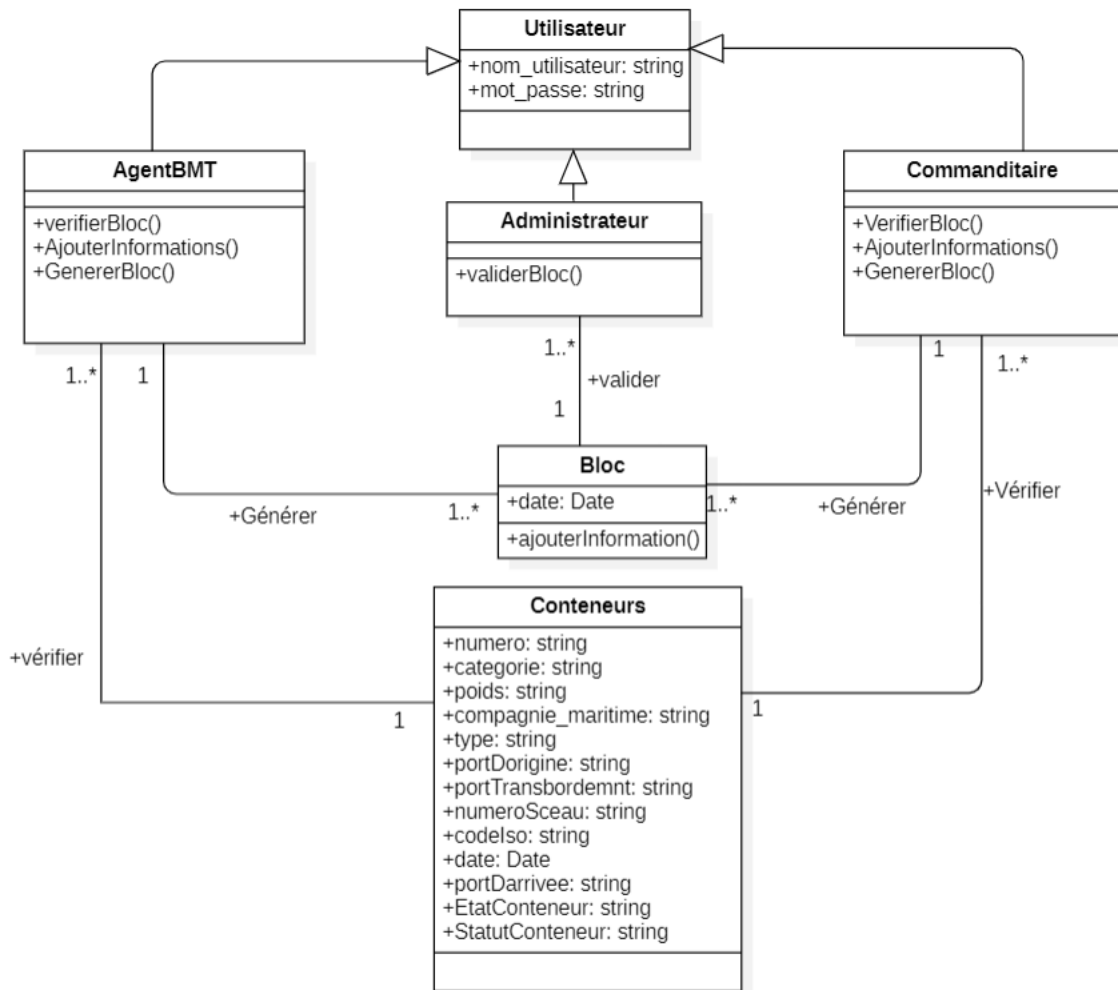 Utilisateur
+nom_utilisateur: string
+mot_passe: string
AgentBMT
+verifierBloc()
+AjouterInformations()
+GenererBloc()
Administrateur
+validerBloc()
Commanditaire
+VerifierBloc()
+AjouterInformations()
+GenererBloc()
1..*
1
1..*
+valider
1
1
1..*
Bloc
+date: Date
+ajouterInformation()
+Générer
1..*
1..*
+Générer
+Vérifier
+vérifier
1
1
Conteneurs
+numero: string
+categorie: string
+poids: string
+compagnie_maritime: string
+type: string
+portDorigine: string
+portTransbordemnt: string
+numeroSceau: string
+codeIso: string
+date: Date
+portDarrivee: string
+EtatConteneur: string
+StatutConteneur: string